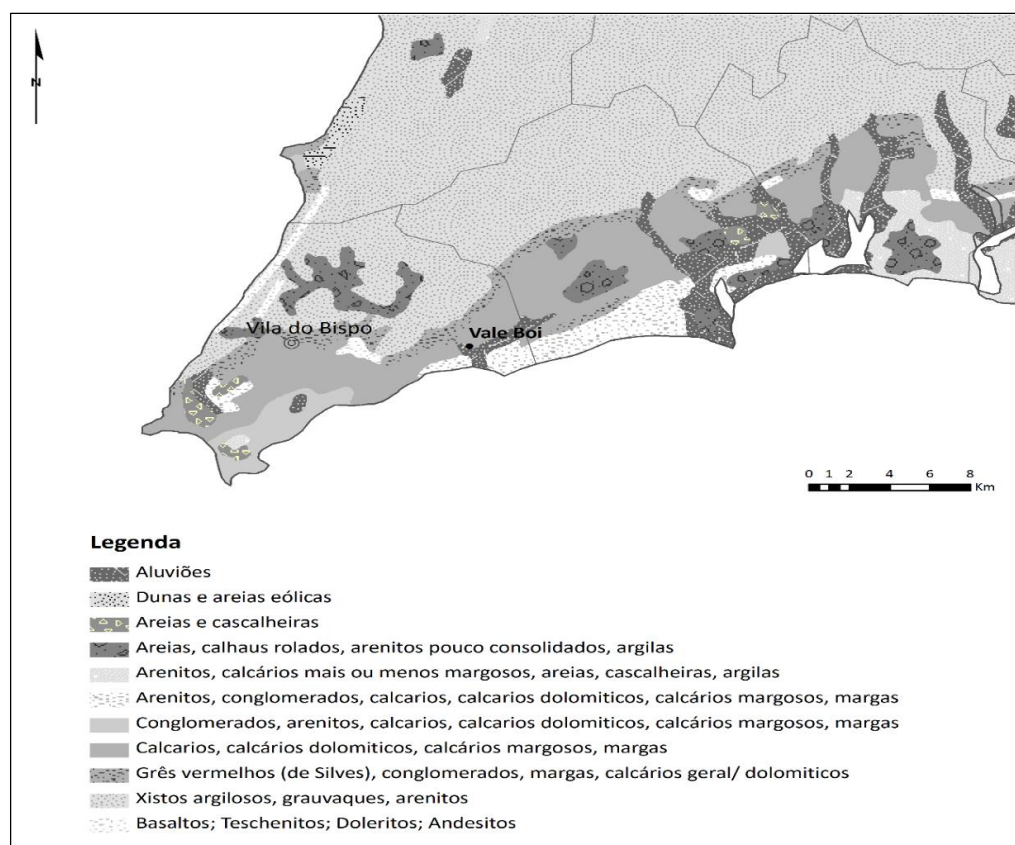 N
Vila do Bispo
Vale Boi
0 1 2 4 6 8
Km
Legenda
Aluviões
Dunas e areias eólicas
Areias e cascalheiras
Areias, calhaus rolados, arenitos pouco consolidados, argilas
Arenitos, calcários mais ou menos margosos, areias, cascalheiras, argilas
Arenitos, conglomerados, calcarios, calcarios dolomiticos, calcários margosos, margas
Conglomerados, arenitos, calcarios, calcarios dolomiticos, calcários margosos, margas
Calcarios, calcários dolomiticos, calcários margosos, margas
Grês vermelhos (de Silves), conglomerados, margas, calcários geral/ dolomiticos
Xistos argilosos, grauvaques, arenitos
Basaltos; Teschenitos; Doleritos; Andesitos